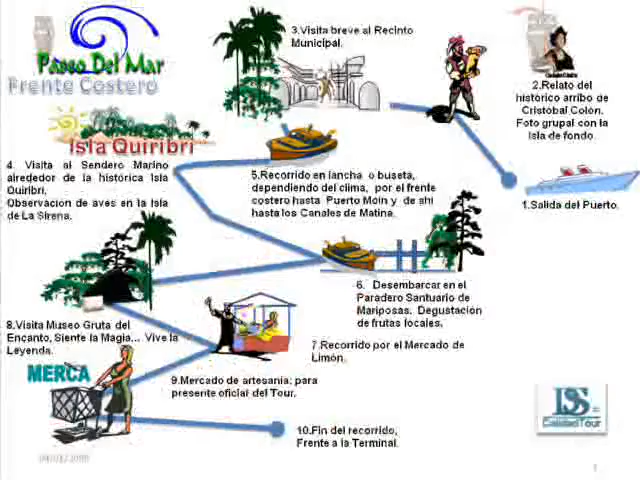 Paseo Del Mar
Frente Costero
3.Visita breve al Recinto
Municipal.
2.Relato del
histórico arribo de
Cristóbal Colón.
Foto grupal con la
Isla de fondo.
Isla Quiribri
1.Salida del Puerto.
4. Visita al Sendero Marino
alrededor de la histórica Isla
Quiribri.
Observacion de aves en la isla
de La Sirena.
5.Recorrido en lancha o buseta,
dependiendo del clima, por el frente
costero hasta Puerto Moín y de ahí
hasta los Canales de Matina.
6. Desembarcar en el
Paradero Santuario de
Mariposas. Degustación
de frutas locales.
8.Visita Museo Gruta del
Encanto, Siente la Magia... Vive la
Leyenda.
7.Recorrido por el Mercado de
Limón.
MERCA
9.Mercado de artesanía; para
presente oficial del Tour.
10.Fin del recorrido,
Frente a la Terminal.
CalidadTour